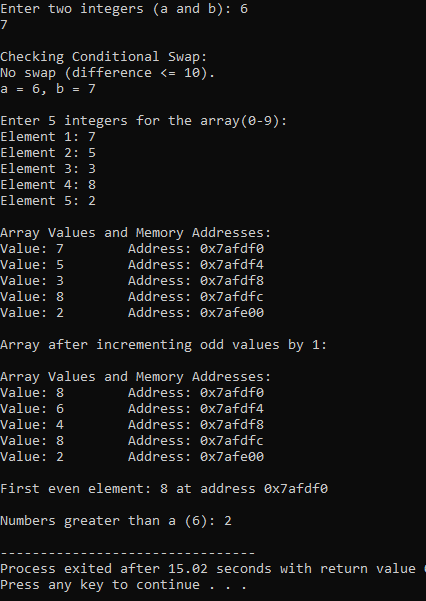 Enter two integers (a and b): 6
7
Checking Conditional Swap:
No swap (difference <= 10).
a = 6, b = 7
Enter 5 integers for the array(0-9):
Element 1: 7
Element 2: 5
Element 3: 3
Element 4: 8
Element 5: 2
Array Values and Memory Addresses:
Value: 7 Address: 0x7afdf0
Value: 5 Address: 0x7afdf4
Value: 3 Address: 0x7afdf8
Value: 8 Address: 0x7afdfc
Value: 2 Address: 0x7afe00
Array after incrementing odd values by 1:
Array Values and Memory Addresses:
Value: 8 Address: 0x7afdf0
Value: 6 Address: 0x7afdf4
Value: 4 Address: 0x7afdf8
Value: 8 Address: 0x7afdfc
Value: 2 Address: 0x7afe00
First even element: 8 at address 0x7afdf0
Numbers greater than a (6): 2
--------------------------------
Process exited after 15.02 seconds with return value
Press any key to continue . . .